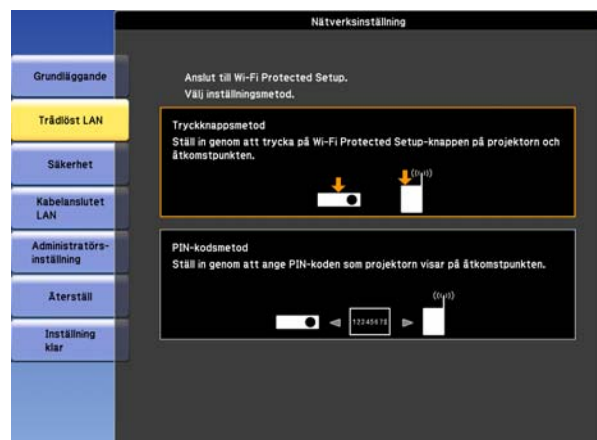 Nätverksinställning
Grundläggande
Trådlöst LAN
Säkerhet
Kabelanslutet
LAN
Administratörs-
inställning
Återställ
Inställning
klar
Anslut till Wi-Fi Protected Setup.
Välj inställningsmetod.
Tryckknappsmetod
Ställ in genom att trycka på Wi-Fi Protected Setup-knappen på projektorn och
åtkomstpunkten.
PIN-kodsmetod
Ställ in genom att ange PIN-koden som projektorn visar på åtkomstpunkten.